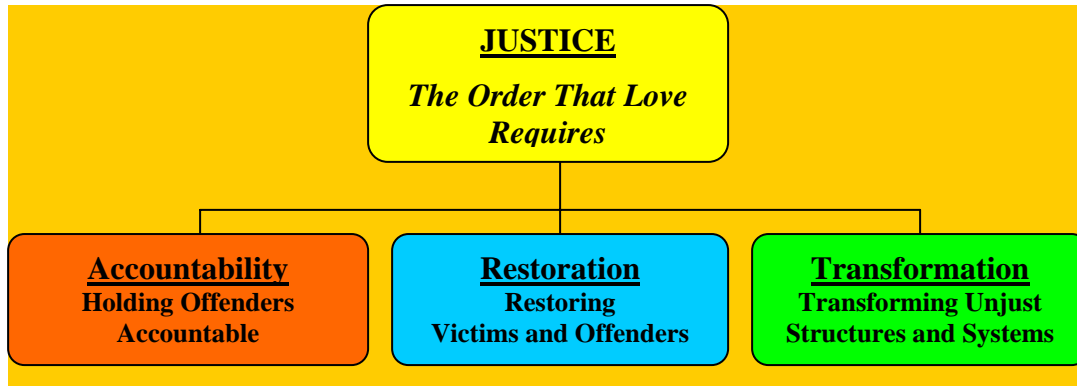 JUSTICE
The Order That Love
Requires
Accountability
Holding Offenders
Accountable
Restoration
Restoring
Victims and Offenders
Transformation
Transforming Unjust
Structures and Systems